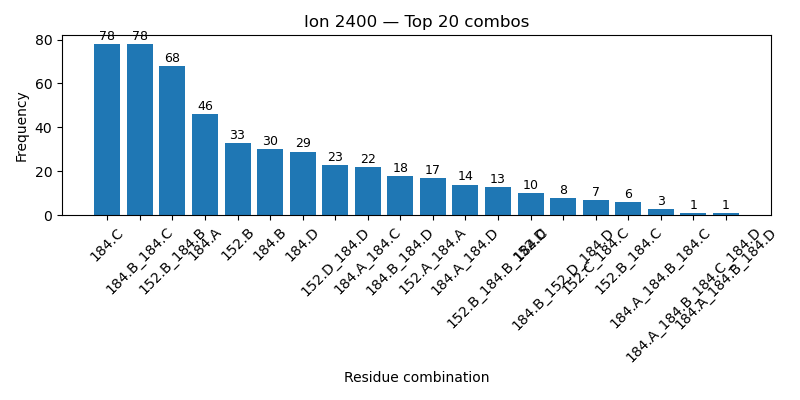 Ion 2400 — Top 20 combos
Frequency
80
60
40
20
0
78
78
68
46
33
30
29
23
22
18
17
14
13
10
8
7
6
3
1
1
184.C
184.B_184.C
152.B_184.B
184.A
152.B
184.B
184.D
152.D_184.D
184.A_184.C
184.B_184.D
152.A_184.A
184.A_184.D
184.B_152.D_184.D
152.C_184.C
152.B_184.C
184.A_184.B_184.C
184.A_184.B_184.C_184.D
184.A_184.B_184.D
Residue combination